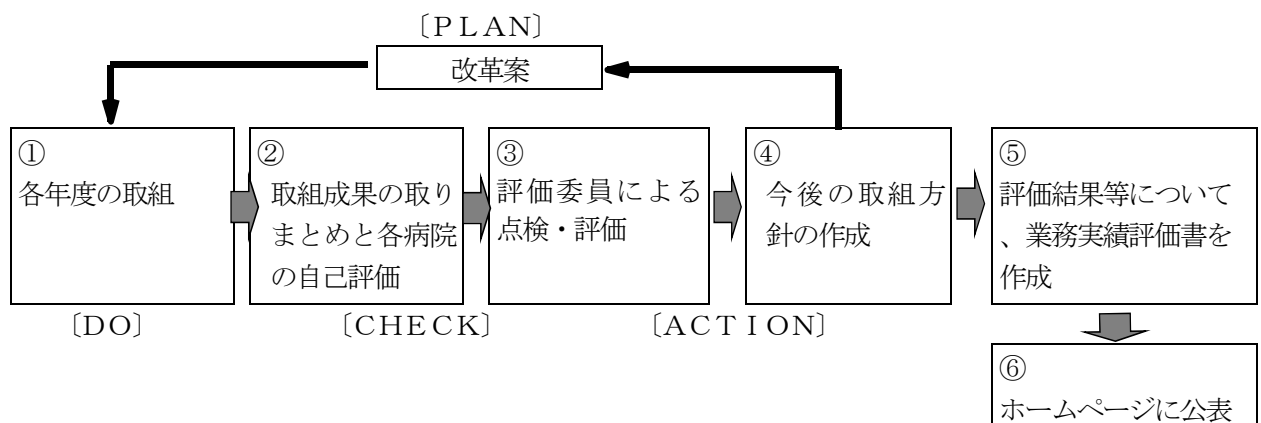 〔ＰＬＡＮ〕
改革案
①
各年度の取組
②
取組成果の取り
まとめと各病院
の自己評価
③
評価委員による
点検・評価
④
今後の取組方
針の作成
⑤
評価結果等について
、業務実績評価書を
作成
〔ＤＯ〕
〔ＣＨＥＣＫ〕
〔ＡＣＴＩＯＮ〕
⑥
ホームページに公表